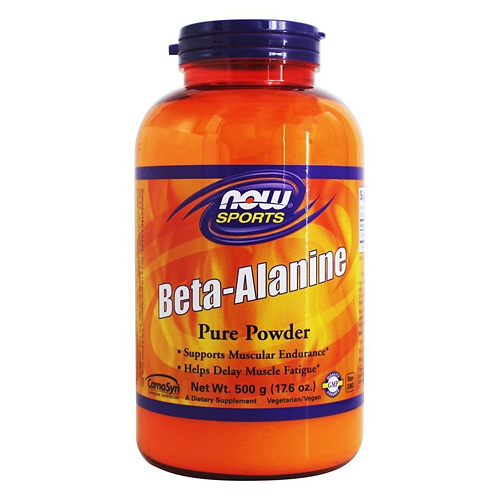 NOW
SPORTS
Beta-Alanine
Pure Powder
• Supports Muscular Endurance*
• Helps Delay Muscle Fatigue*
CarnoSyn
Net Wt. 500 g (17.6 oz.)
A Dietary Supplement Vegetarian/Vegan
GMP